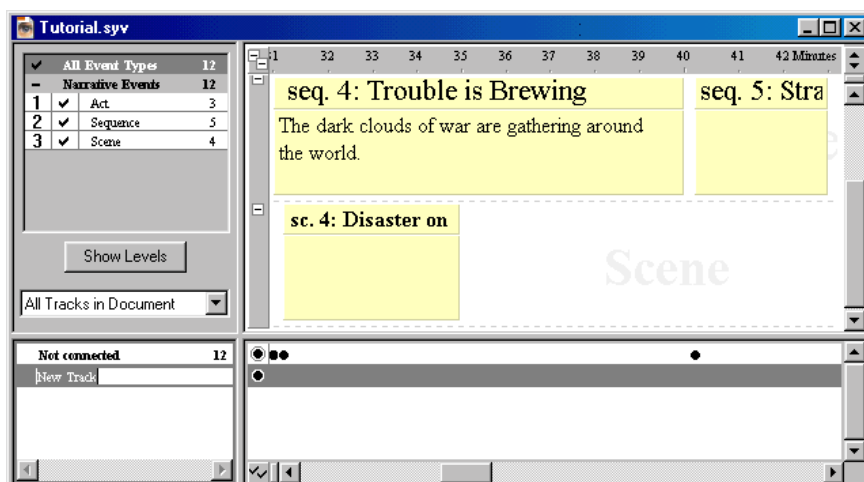 Tutorial.syv
All Event Types 12
Narrative Events 12
1 Act 3
2 Sequence 5
3 Scene 4
Show Levels
All Tracks in Document
31 32 33 34 35 36 37 38 39 40 41 42 Minutes
seq. 4: Trouble is Brewing
The dark clouds of war are gathering around
the world.
seq. 5: Stra
sc. 4: Disaster on
Scene
Not connected 12
New Track